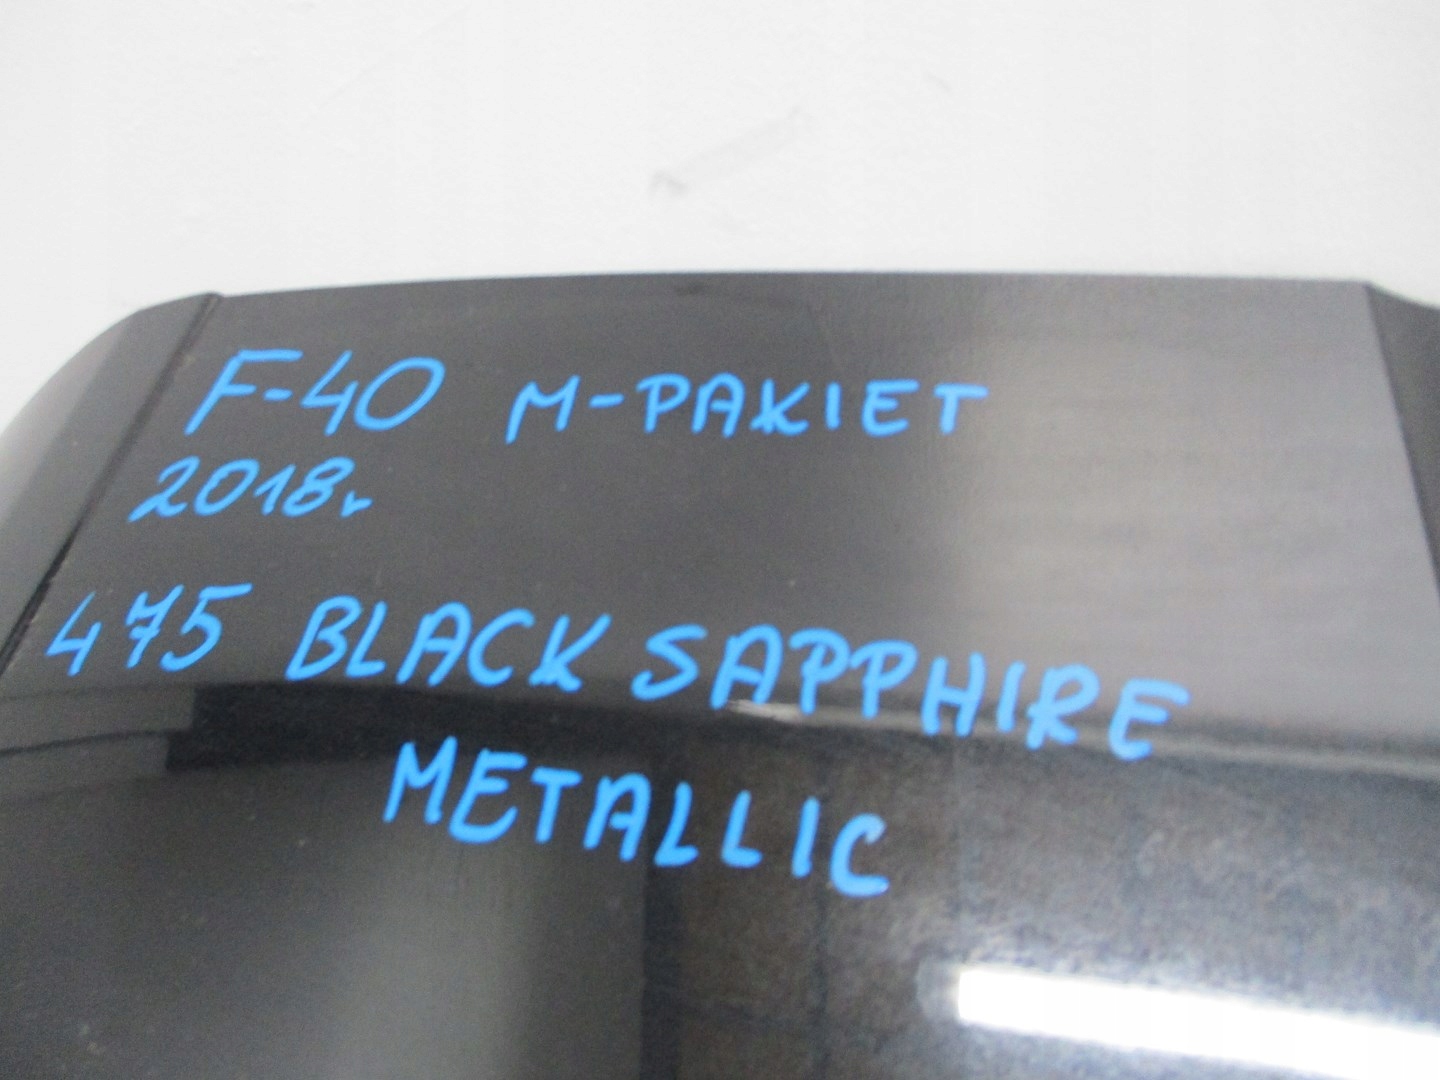 F-40 M-PAKIET
2018r
475 BLACK SAPPHIRE
METALLIC